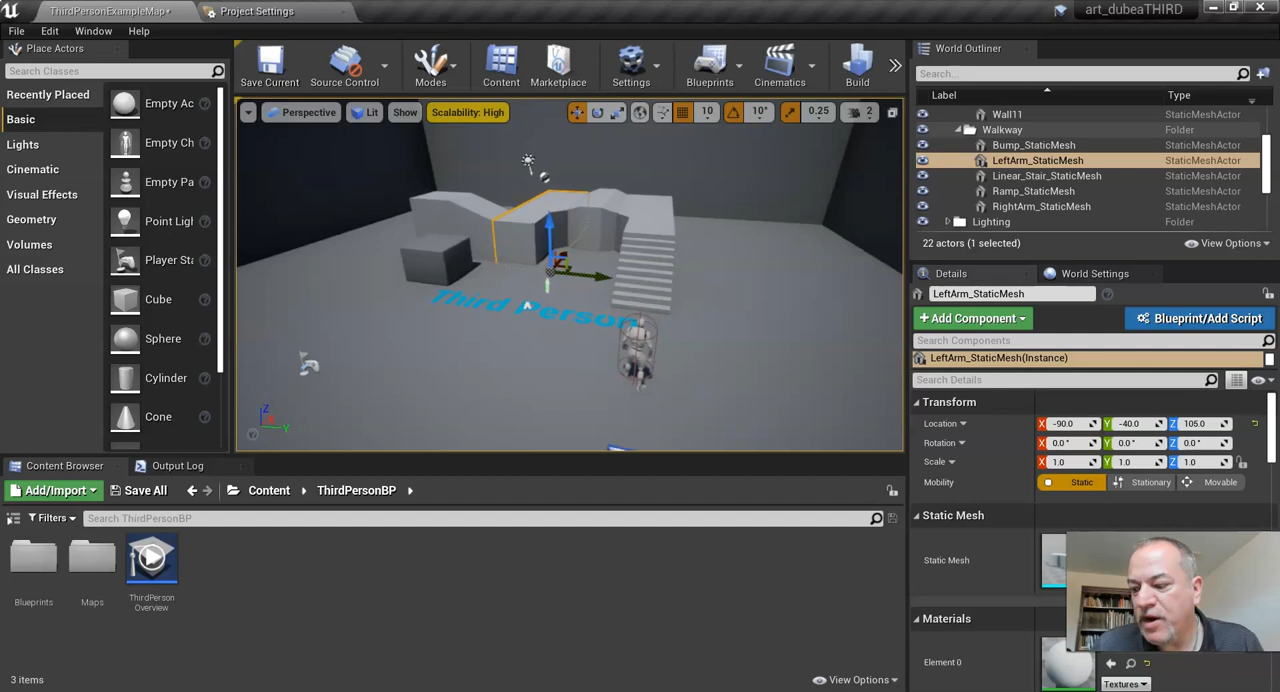 ThirdPersonExampleMap*
Project Settings
art_dubeaTHIRD
File Edit Window Help
Place Actors
Search Classes
Recently Placed
Basic
Lights
Cinematic
Visual Effects
Geometry
Volumes
All Classes
Empty Ac
Empty Ch
Empty Pa
Point Ligh
Player Sta
Cube
Sphere
Cylinder
Cone
Save Current
Source Control
Modes
Content
Marketplace
Settings
Blueprints
Cinematics
Build
Perspective
Lit
Show
Scalability: High
10
10°
0.25
2
Third Person
Z
Y
World Outliner
Search...
Label
Type
Wall11 StaticMeshActor
Walkway Folder
Bump_StaticMesh StaticMeshActor
LeftArm_StaticMesh StaticMeshActor
Linear_Stair_StaticMesh StaticMeshActor
Ramp_StaticMesh StaticMeshActor
RightArm_StaticMesh StaticMeshActor
Lighting Folder
22 actors (1 selected)
View Options
Details
World Settings
LeftArm_StaticMesh
+ Add Component
Blueprint/Add Script
Search Components
LeftArm_StaticMesh(Instance)
Search Details
Transform
Location X -90.0 Y -40.0 Z 105.0
Rotation X 0.0 ° Y 0.0 ° Z 0.0 °
Scale X 1.0 Y 1.0 Z 1.0
Mobility Static Stationary Movable
Static Mesh
Static Mesh
Materials
Element 0
Textures
Content Browser
Output Log
Add/Import
Save All
Content
ThirdPersonBP
Filters
Search ThirdPersonBP
Blueprints
Maps
ThirdPerson
Overview
3 items
View Options